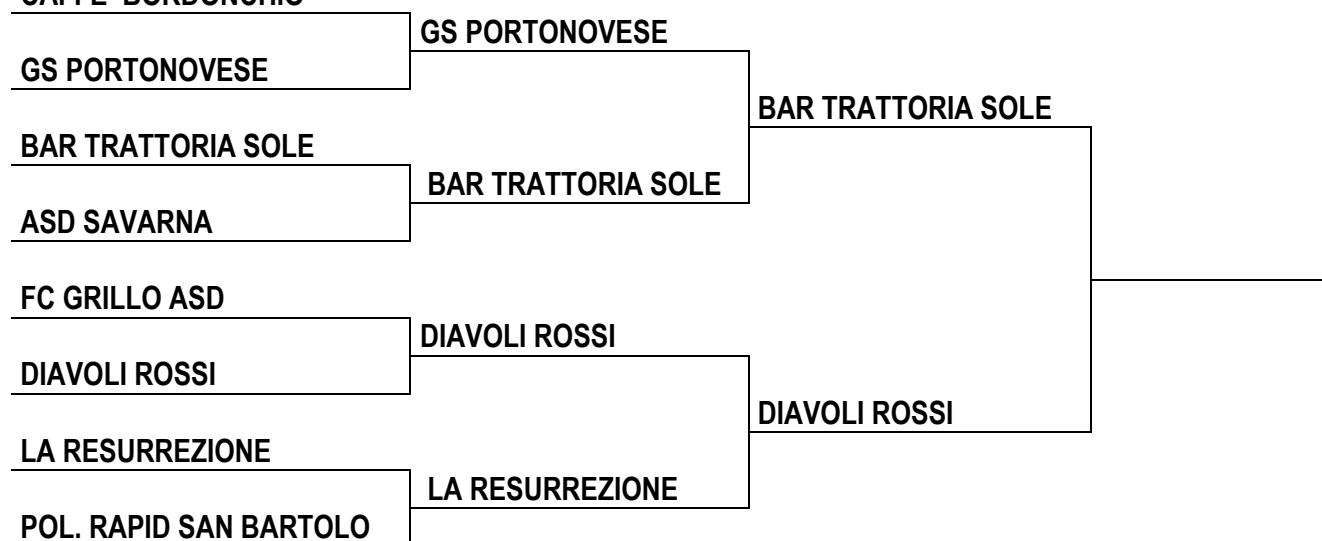 GS PORTONOVESE
GS PORTONOVESE
BAR TRATTORIA SOLE
BAR TRATTORIA SOLE
BAR TRATTORIA SOLE
ASD SAVARNA
FC GRILLO ASD
DIAVOLI ROSSI
DIAVOLI ROSSI
DIAVOLI ROSSI
LA RESURREZIONE
LA RESURREZIONE
POL. RAPID SAN BARTOLO